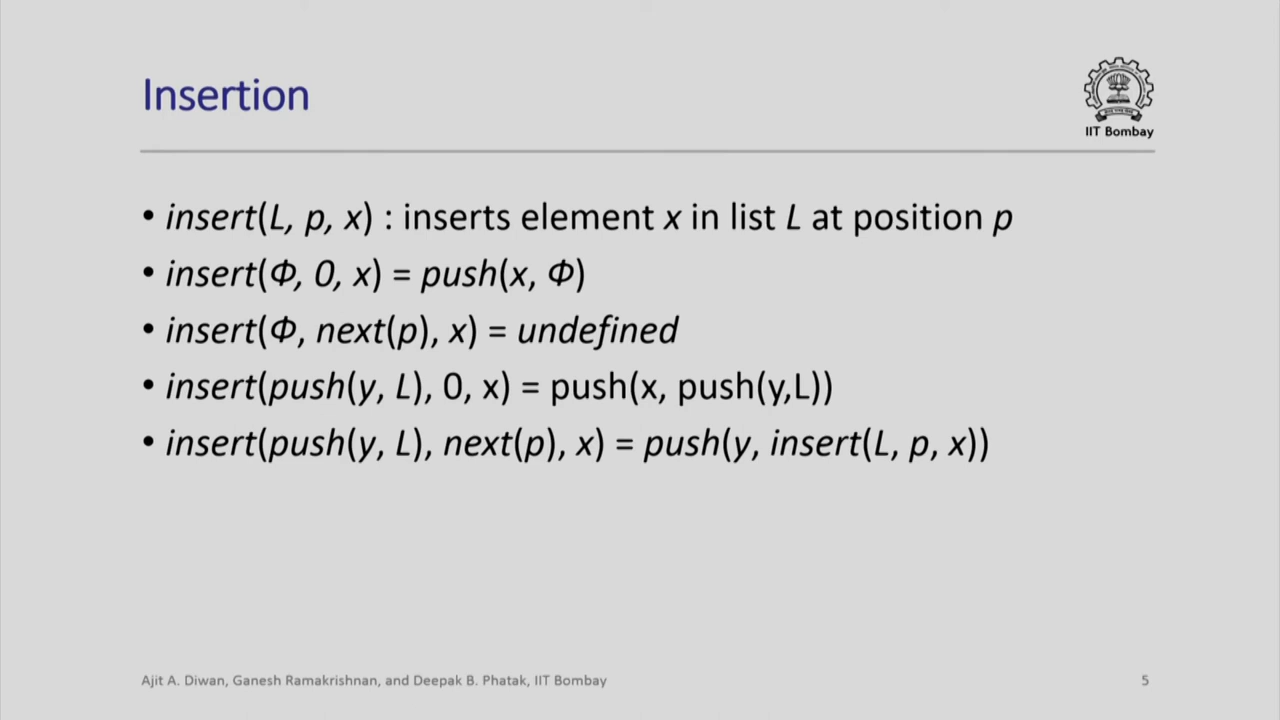 Insertion
IIT Bombay
• insert(L, p, x) : inserts element x in list L at position p
• insert(Φ, 0, x) = push(x, Φ)
• insert(Φ, next(p), x) = undefined
• insert(push(y, L), 0, x) = push(x, push(y,L))
• insert(push(y, L), next(p), x) = push(y, insert(L, p, x))
Ajit A. Diwan, Ganesh Ramakrishnan, and Deepak B. Phatak, IIT Bombay
5